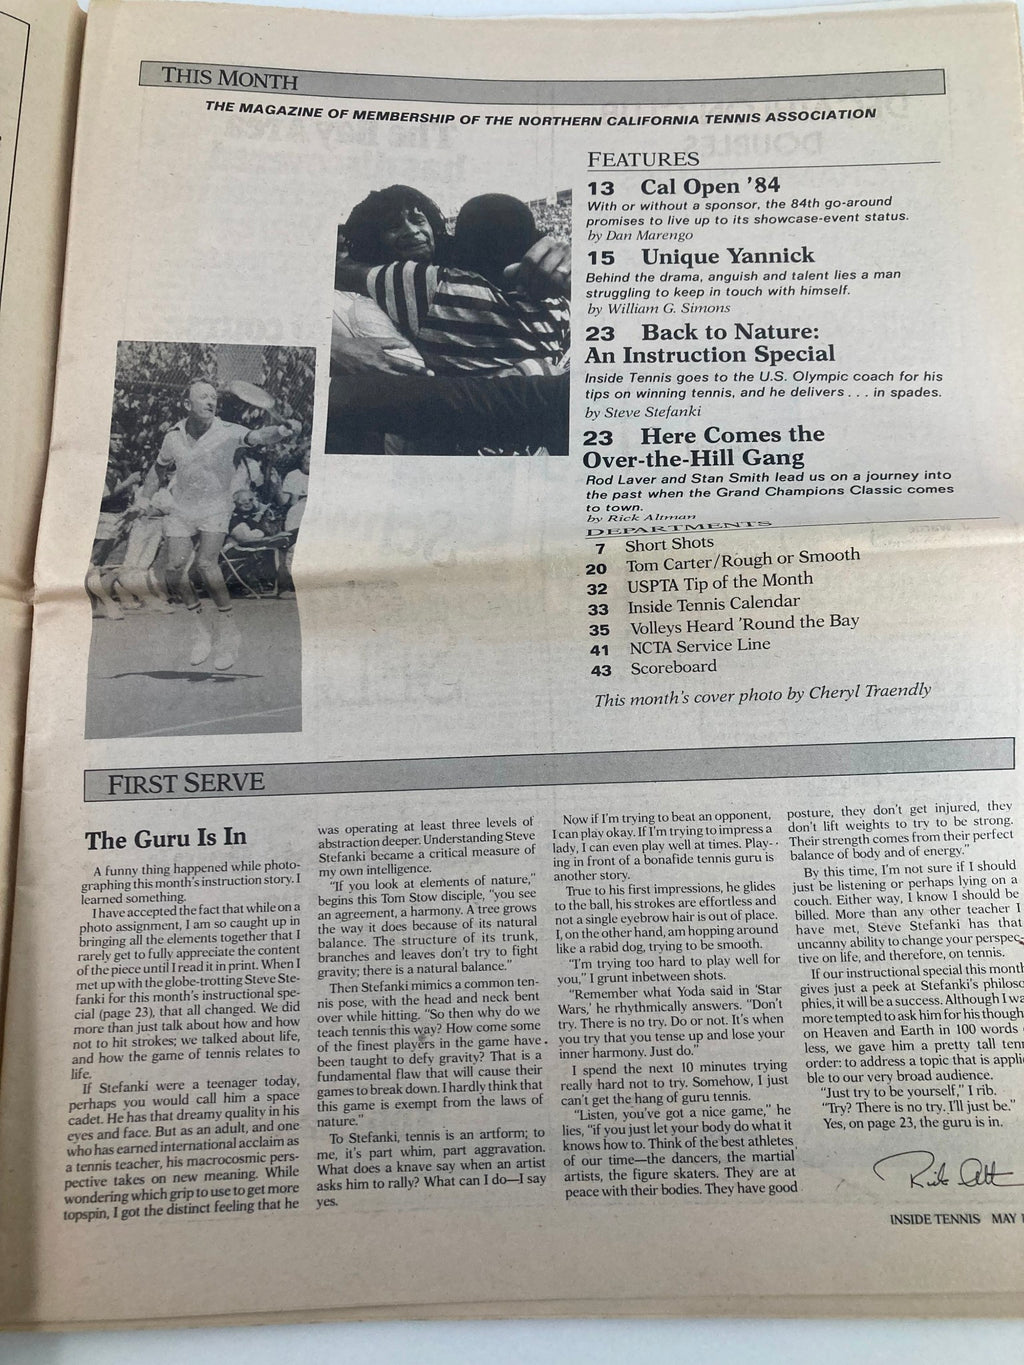 THIS MONTH
THE MAGAZINE OF MEMBERSHIP OF THE NORTHERN CALIFORNIA TENNIS ASSOCIATION
FEATURES
13 Cal Open '84
With or without a sponsor, the 84th go-around
promises to live up to its showcase-event status.
by Dan Marengo
15 Unique Yannick
Behind the drama, anguish and talent lies a man
struggling to keep in touch with himself.
by William G. Simons
23 Back to Nature:
An Instruction Special
Inside Tennis goes to the U.S. Olympic coach for his
tips on winning tennis, and he delivers . . . in spades.
by Steve Stefanki
23 Here Comes the
Over-the-Hill Gang
Rod Laver and Stan Smith lead us on a journey into
the past when the Grand Champions Classic comes
to town.
by Rick Altman
DEPARTMENTS
7 Short Shots
20 Tom Carter/Rough or Smooth
32 USPTA Tip of the Month
33 Inside Tennis Calendar
35 Volleys Heard 'Round the Bay
41 NCTA Service Line
43 Scoreboard
This month's cover photo by Cheryl Traendly
FIRST SERVE
The Guru Is In
A funny thing happened while photo-
graphing this month's instruction story. I
learned something.
I have accepted the fact that while on a
photo assignment, I am so caught up in
bringing all the elements together that I
rarely get to fully appreciate the content
of the piece until I read it in print. When I
met up with the globe-trotting Steve Ste-
fanki for this month's instructional spe-
cial (page 23), that all changed. We did
more than just talk about how and how
not to hit strokes; we talked about life,
and how the game of tennis relates to
life.
If Stefanki were a teenager today,
perhaps you would call him a space
cadet. He has that dreamy quality in his
eyes and face. But as an adult, and one
who has earned international acclaim as
a tennis teacher, his macrocosmic pers-
pective takes on new meaning. While
wondering which grip to use to get more
topspin, I got the distinct feeling that he
was operating at least three levels of
abstraction deeper. Understanding Steve
Stefanki became a critical measure of
my own intelligence.
"If you look at elements of nature,"
begins this Tom Stow disciple, "you see
an agreement, a harmony. A tree grows
the way it does because of its natural
balance. The structure of its trunk,
branches and leaves don't try to fight
gravity; there is a natural balance."
Then Stefanki mimics a common ten-
nis pose, with the head and neck bent
over while hitting. "So then why do we
teach tennis this way? How come some
of the finest players in the game have
been taught to defy gravity? That is a
fundamental flaw that will cause their
games to break down. I hardly think that
this game is exempt from the laws of
nature."
To Stefanki, tennis is an artform; to
me, it's part whim, part aggravation.
What does a knave say when an artist
asks him to rally? What can I do—I say
yes.
Now if I'm trying to beat an opponent,
I can play okay. If I'm trying to impress a
lady, I can even play well at times. Play-
ing in front of a bonafide tennis guru is
another story.
True to his first impressions, he glides
to the ball, his strokes are effortless and
not a single eyebrow hair is out of place.
I, on the other hand, am hopping around
like a rabid dog, trying to be smooth.
"I'm trying too hard to play well for
you," I grunt inbetween shots.
"Remember what Yoda said in 'Star
Wars,' he rhythmically answers. "Don't
try. There is no try. Do or not. It's when
you try that you tense up and lose your
inner harmony. Just do."
I spend the next 10 minutes trying
really hard not to try. Somehow, I just
can't get the hang of guru tennis.
"Listen, you've got a nice game," he
lies, "if you just let your body do what it
knows how to. Think of the best athletes
of our time—the dancers, the martial
artists, the figure skaters. They are at
peace with their bodies. They have good
posture, they don't get injured, they
don't lift weights to try to be strong.
Their strength comes from their perfect
balance of body and of energy."
By this time, I'm not sure if I should
just be listening or perhaps lying on a
couch. Either way, I know I should be
billed. More than any other teacher I
have met, Steve Stefanki has that
uncanny ability to change your perspec-
tive on life, and therefore, on tennis.
If our instructional special this month
gives just a peek at Stefanki's
it will be a success. Although I
more tempted to ask him for his
on Heaven and Earth in 100 words
less, we gave him a pretty tall
order: to address a topic that is
ble to our very broad audience.
"Just try to be yourself," I rib.
"Try? There is no try. I'll just be."
Yes, on page 23, the guru is in.
INSIDE TENNIS MAY